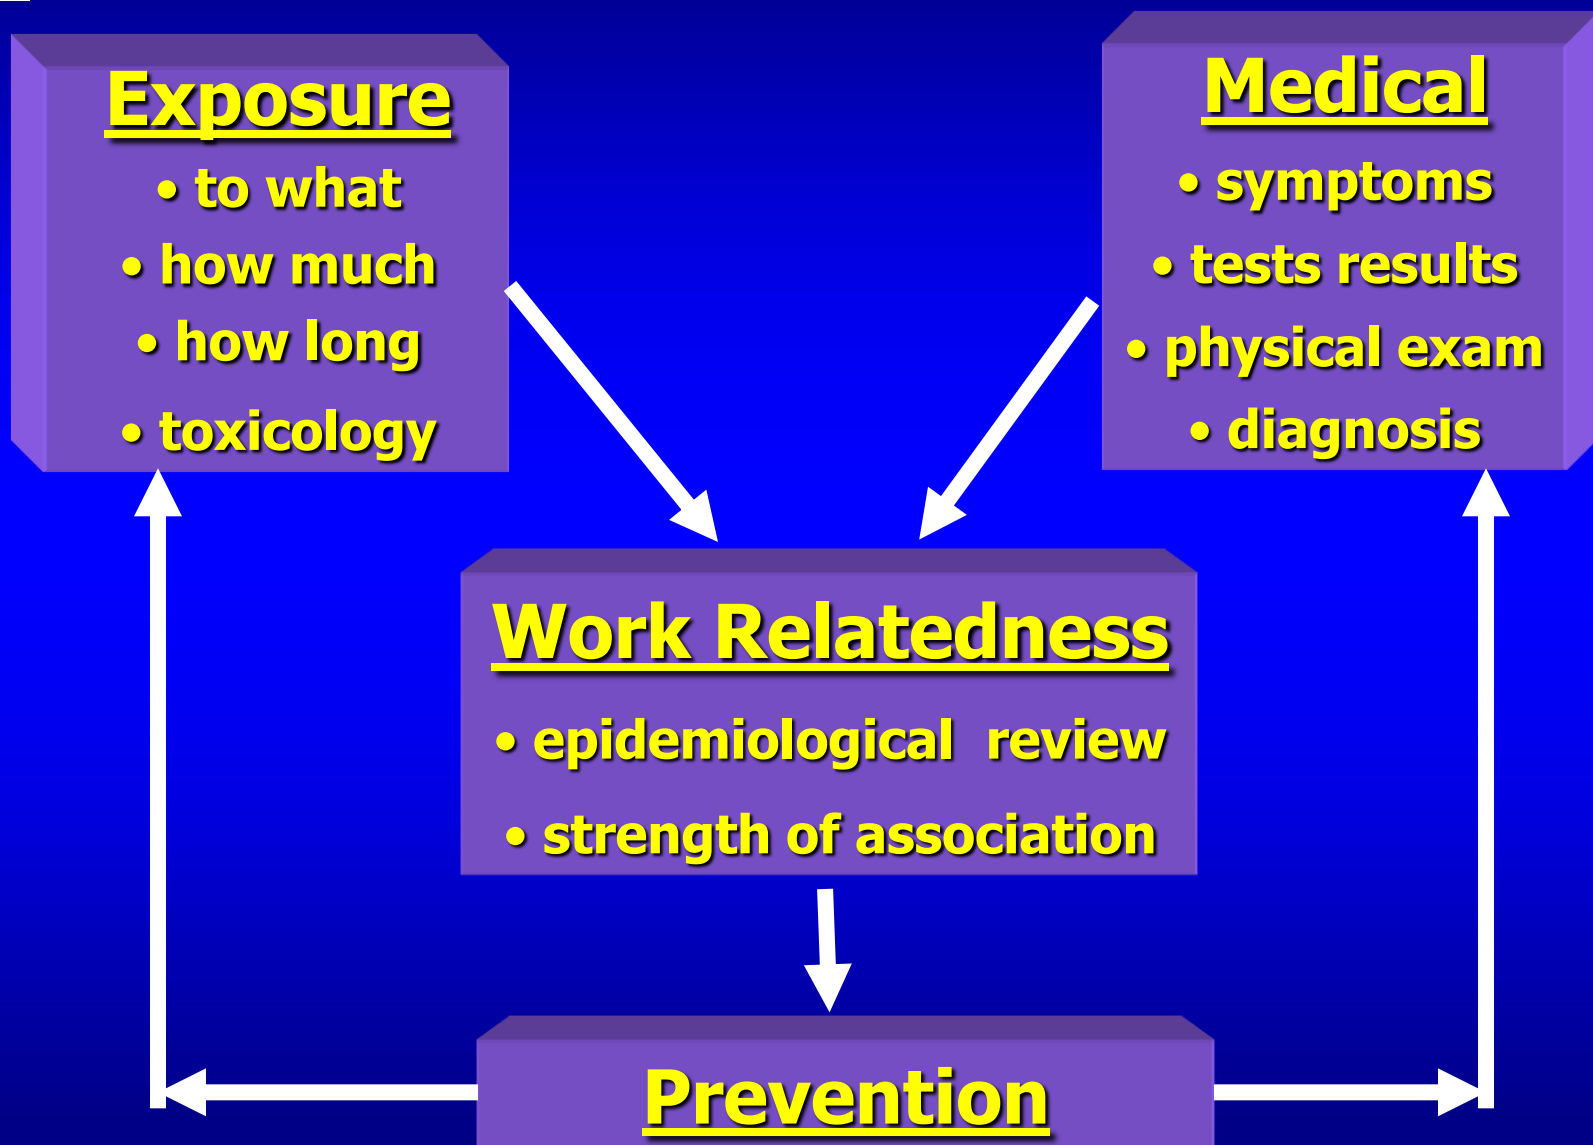 Exposure
• to what
• how much
• how long
• toxicology
Medical
• symptoms
• tests results
• physical exam
• diagnosis
Work Relatedness
• epidemiological  review
• strength of association
Prevention